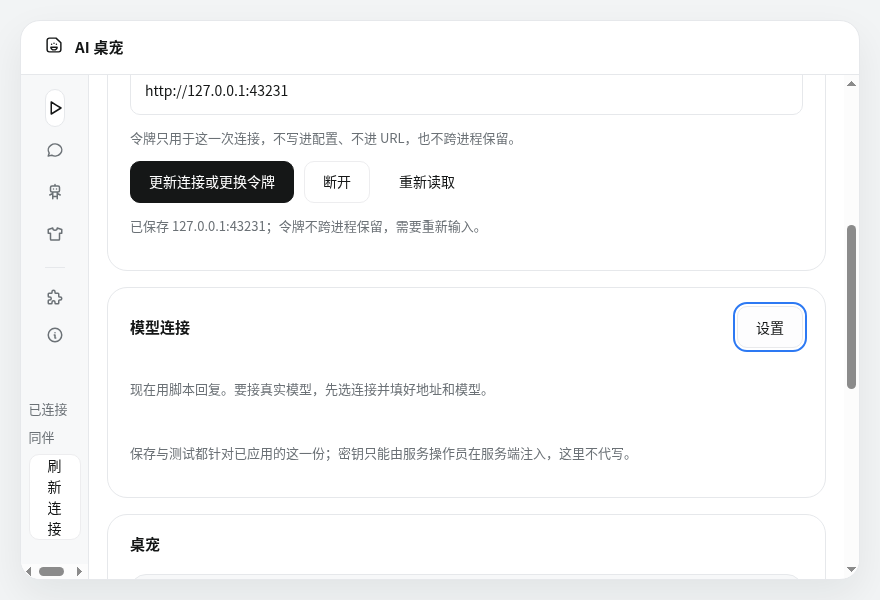 AI 桌宠
http://127.0.0.1:43231
令牌只用于这一次连接，不写进配置、不进 URL，也不跨进程保留。
更新连接或更换令牌
断开
重新读取
已保存 127.0.0.1:43231；令牌不跨进程保留，需要重新输入。
模型连接
设置
现在用脚本回复。要接真实模型，先选连接并填好地址和模型。
保存与测试都针对已应用的这一份；密钥只能由服务操作员在服务端注入，这里不代写。
桌宠
已连接
同伴
刷
新
连
接